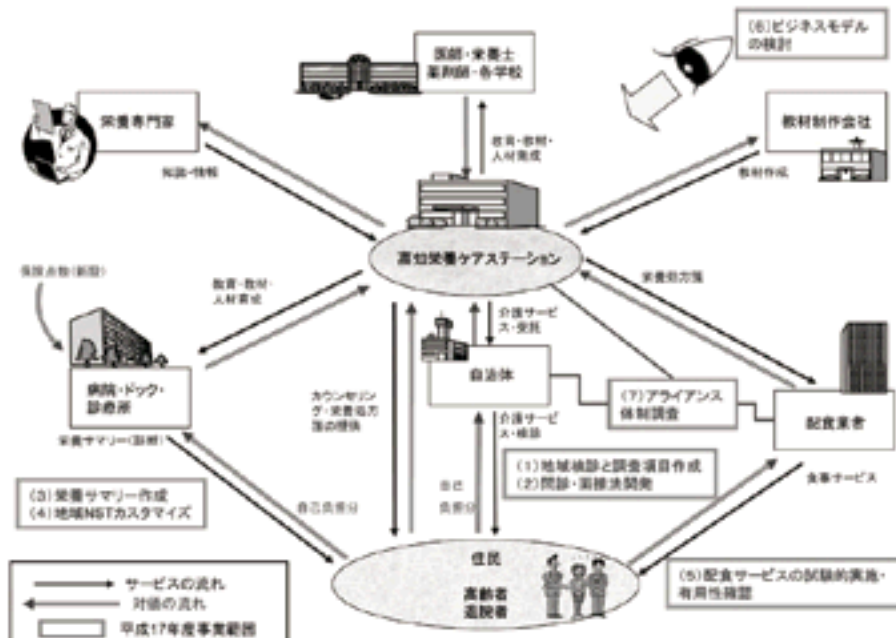 (6)ビジネスモデル
の検討
医師・栄養士
薬剤師・各学校
栄養専門家
教材制作会社
教育・教材・
人材育成
知識・情報
教材作成
高知栄養ケアステーション
保険点数(新設)
教育・教材・
人材育成
栄養処方箋
介護サービ
ス・受託
病院・ドック・
診療所
自治体
(7)アライアンス
体制調査
配食業者
カウンセリン
グ・栄養処方
箋の提供
介護サービ
ス・検診
栄養サマリー(診断)
(1)地域検診と調査項目作成
(2)問診・面接法開発
食事サービス
(3)栄養サマリー作成
(4)地域NSTカスタマイズ
自己負担分
自己
負担分
住民
高齢者
退院者
(5)配食サービスの試験的実施・
有用性確認
サービスの流れ
対価の流れ
平成17年度事業範囲